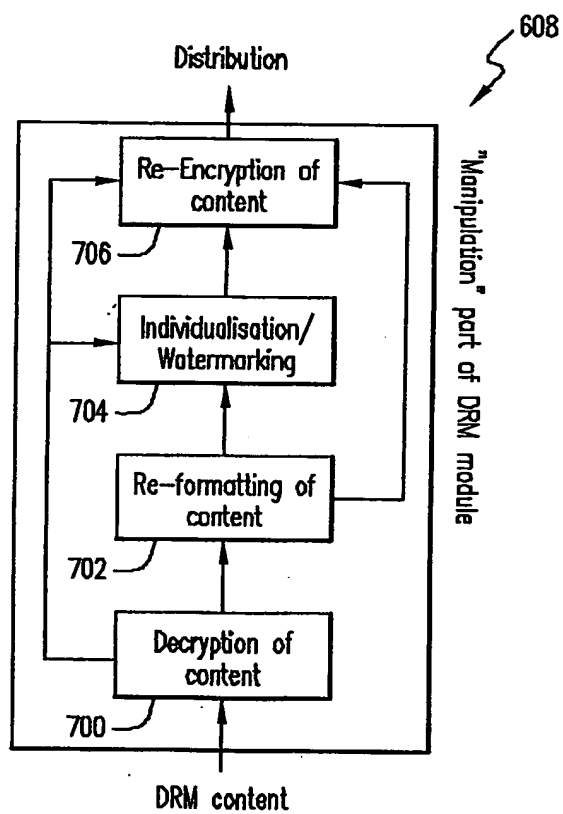 608
Distribution
Re-Encryption of
content
706
Individualisation/
Watermarking
704
Re-formatting of
content
702
Decryption of
content
700
DRM content
"Manipulation" part of DRM module